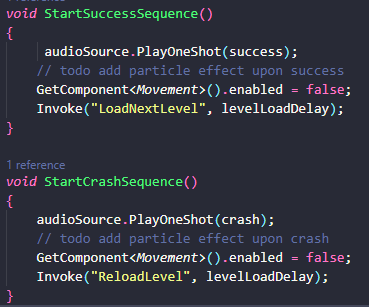 void StartSuccessSequence()
{
audioSource.PlayOneShot(success);
// todo add particle effect upon success
GetComponent<Movement>().enabled = false;
Invoke("LoadNextLevel", levelLoadDelay);
}
1 reference
void StartCrashSequence()
{
audioSource.PlayOneShot(crash);
// todo add particle effect upon crash
GetComponent<Movement>().enabled = false;
Invoke("ReloadLevel", levelLoadDelay);
}